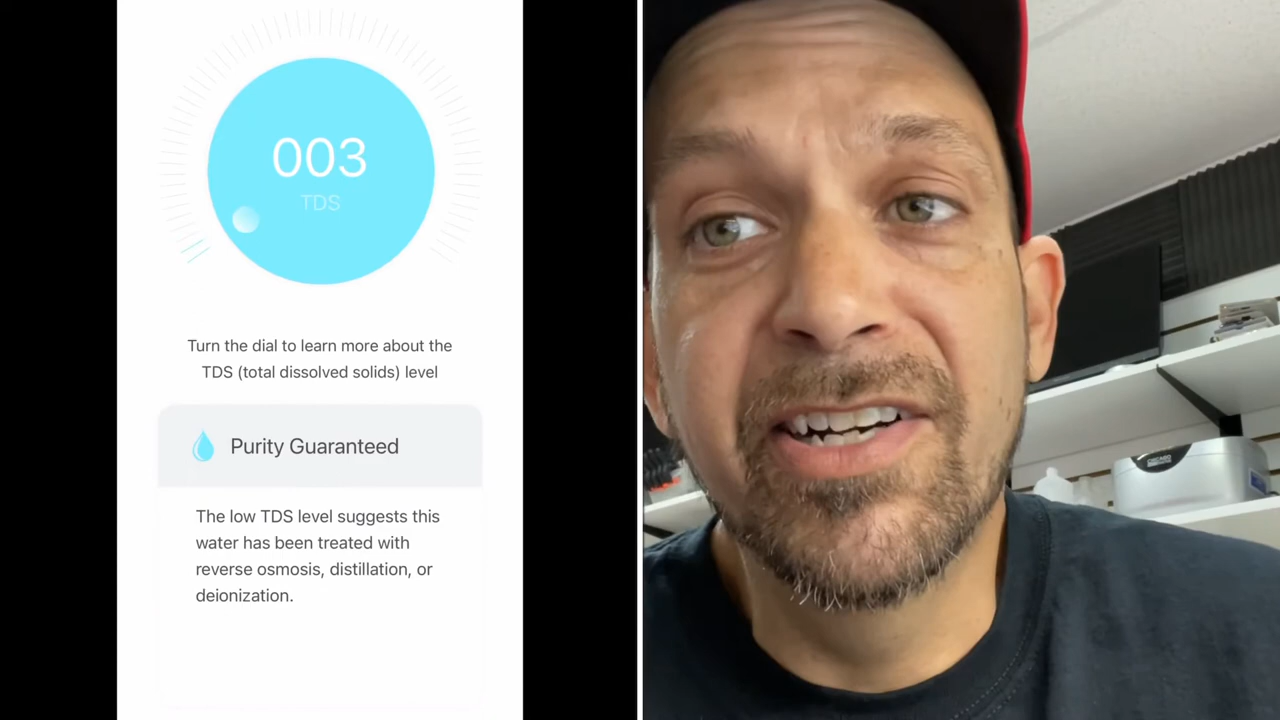 003
TDS
Turn the dial to learn more about the
TDS (total dissolved solids) level
Purity Guaranteed
The low TDS level suggests this
water has been treated with
reverse osmosis, distillation, or
deionization.